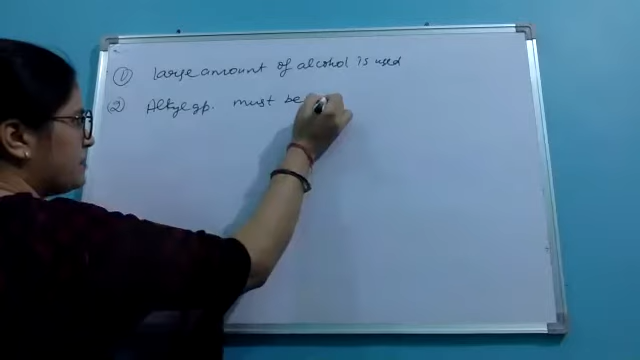 ① large amount of alcohol is used
② Alkyl gp. must be